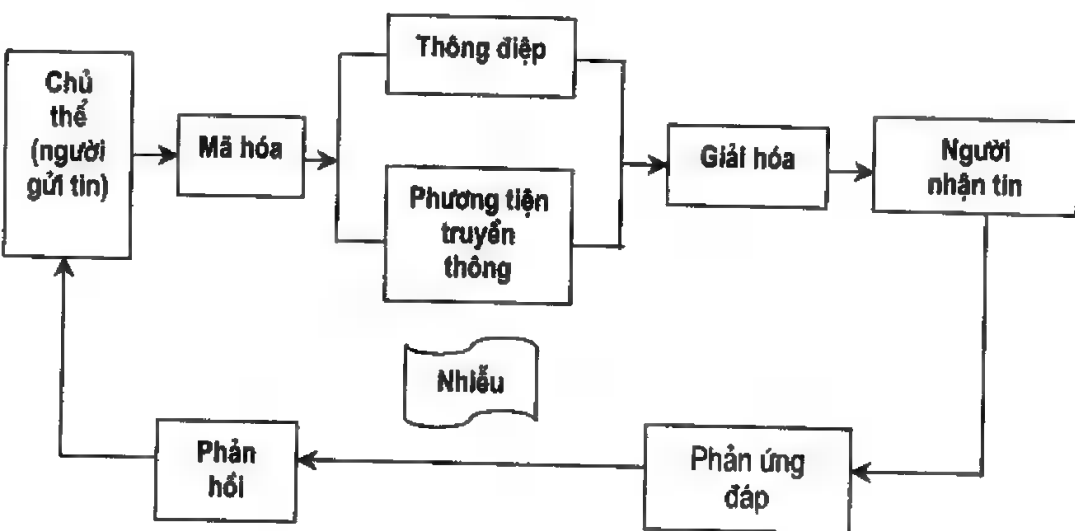 Chủ
thể
(người
gửi tin)
Mã hóa
Thông điệp
Phương tiện
truyền
thông
Giải hóa
Người
nhận tin
Nhiễu
Phản
hồi
Phản ứng
đáp